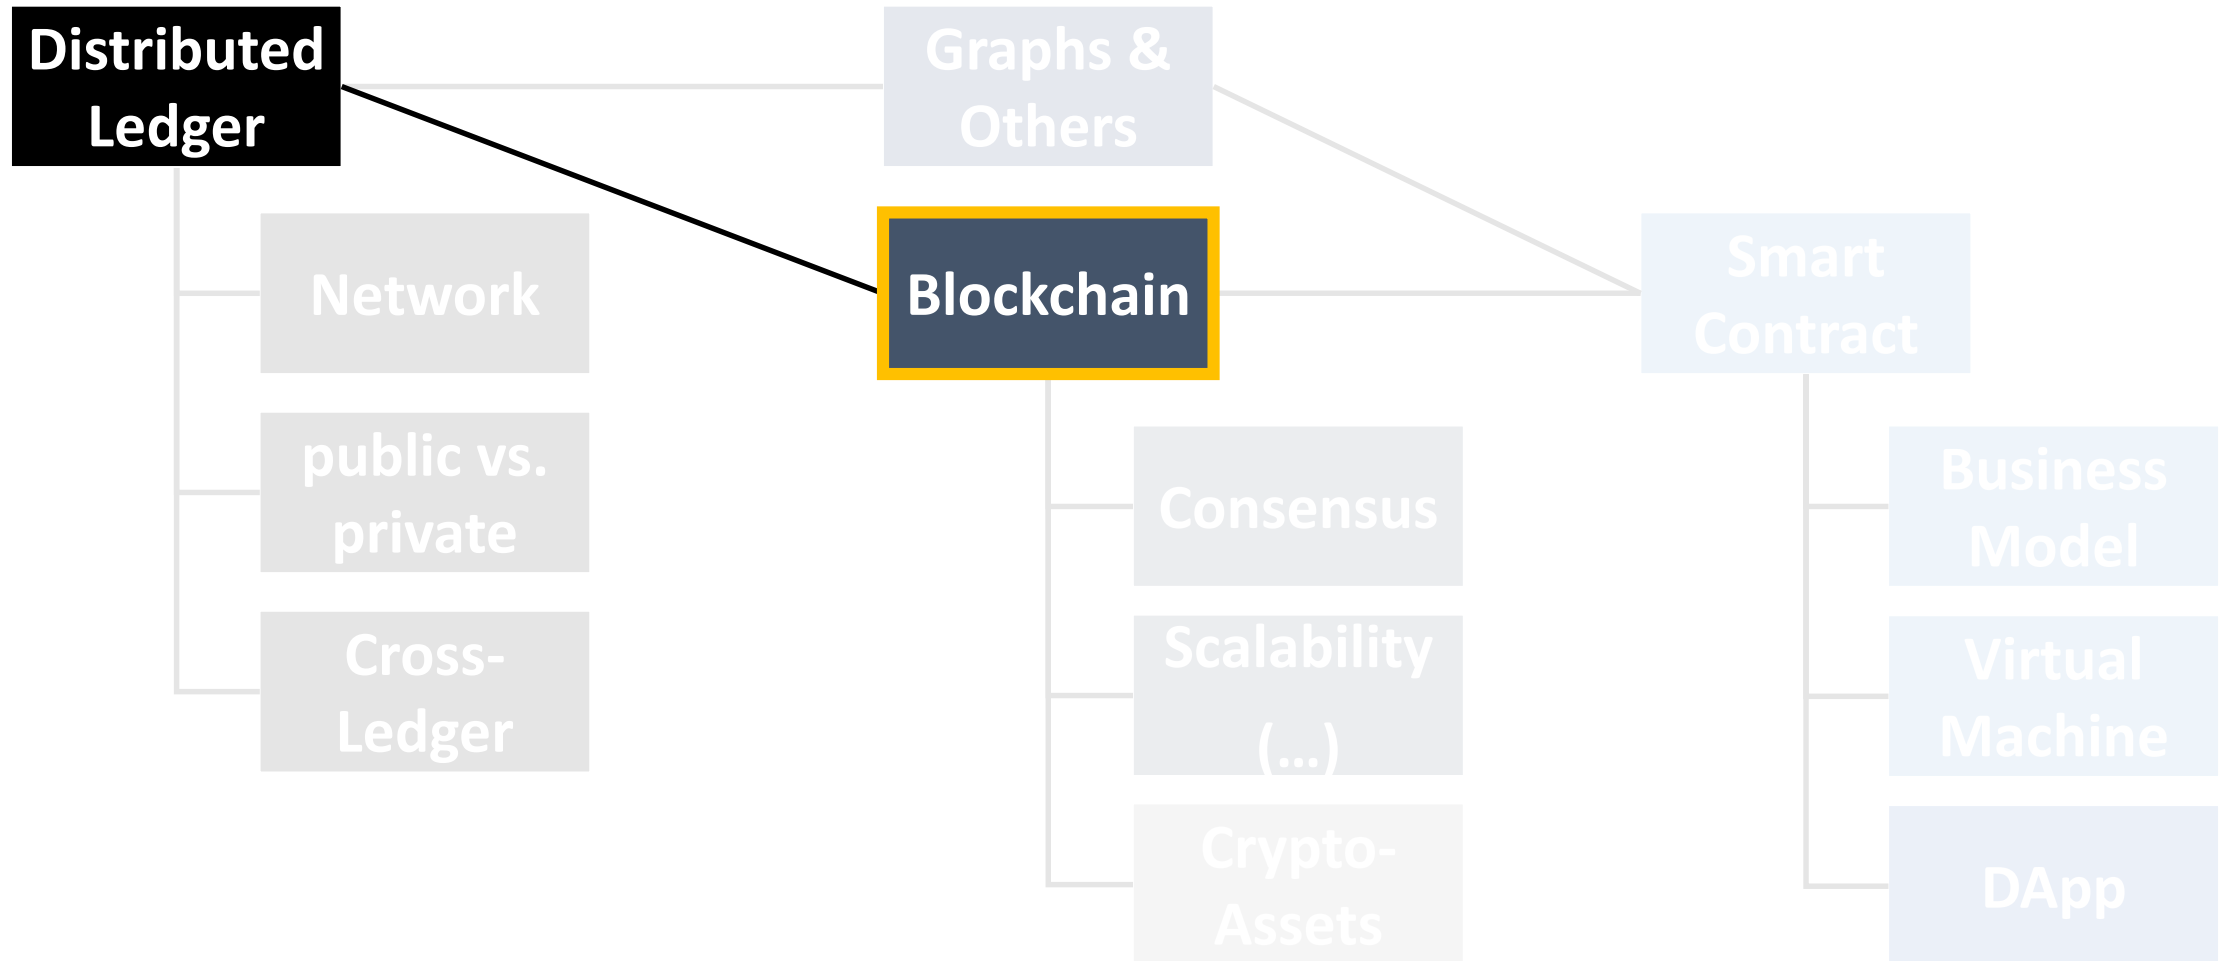 Distributed
Ledger
Graphs &
Others
Network
Blockchain
Smart
Contract
public vs.
private
Consensus
Business
Model
Cross-
Ledger
Scalability
(...)
Virtual
Machine
Crypto-
Assets
DApp